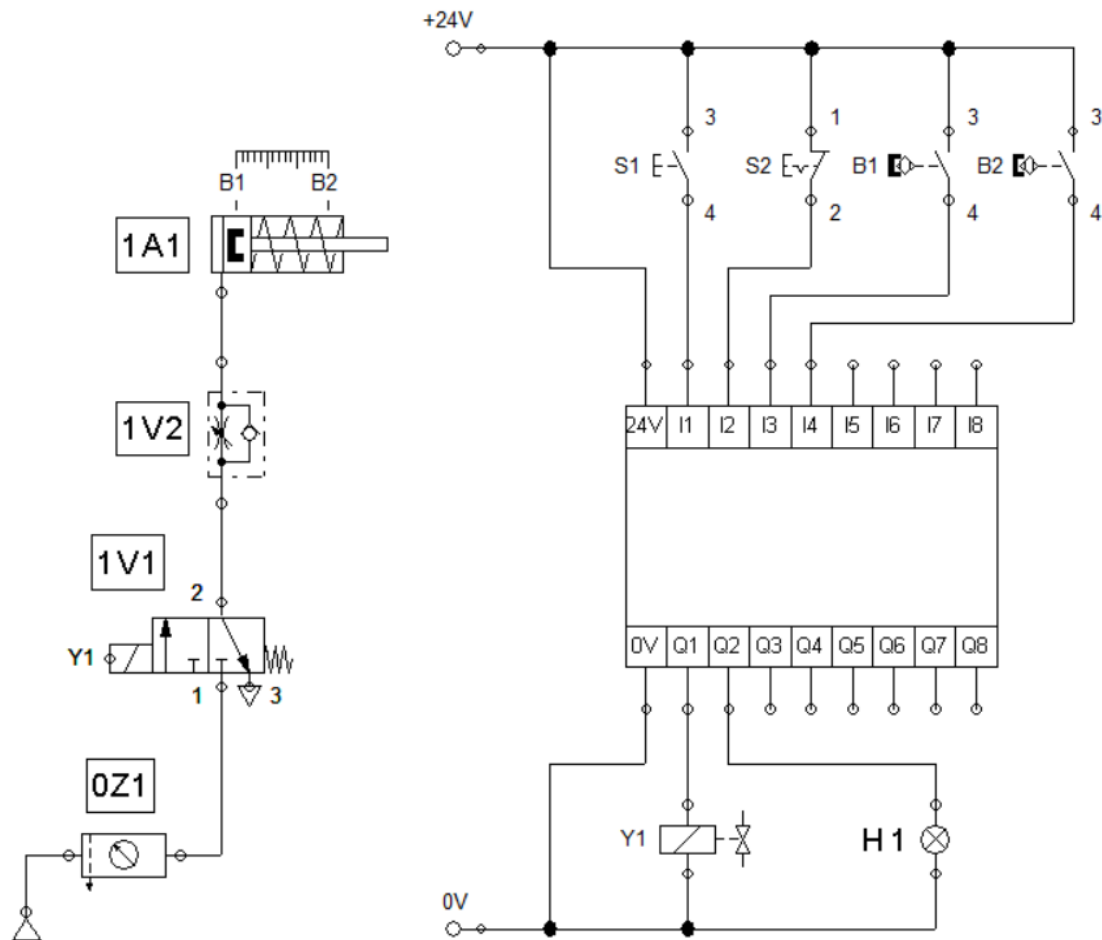 +24V
3 1 3 3
S1 S2 B1 B2
4 2 4 4
B1 B2
1A1
1V2
24V I1 I2 I3 I4 I5 I6 I7 I8
1V1
2
Y1
1 3
0V Q1 Q2 Q3 Q4 Q5 Q6 Q7 Q8
0Z1
Y1 H1
0V